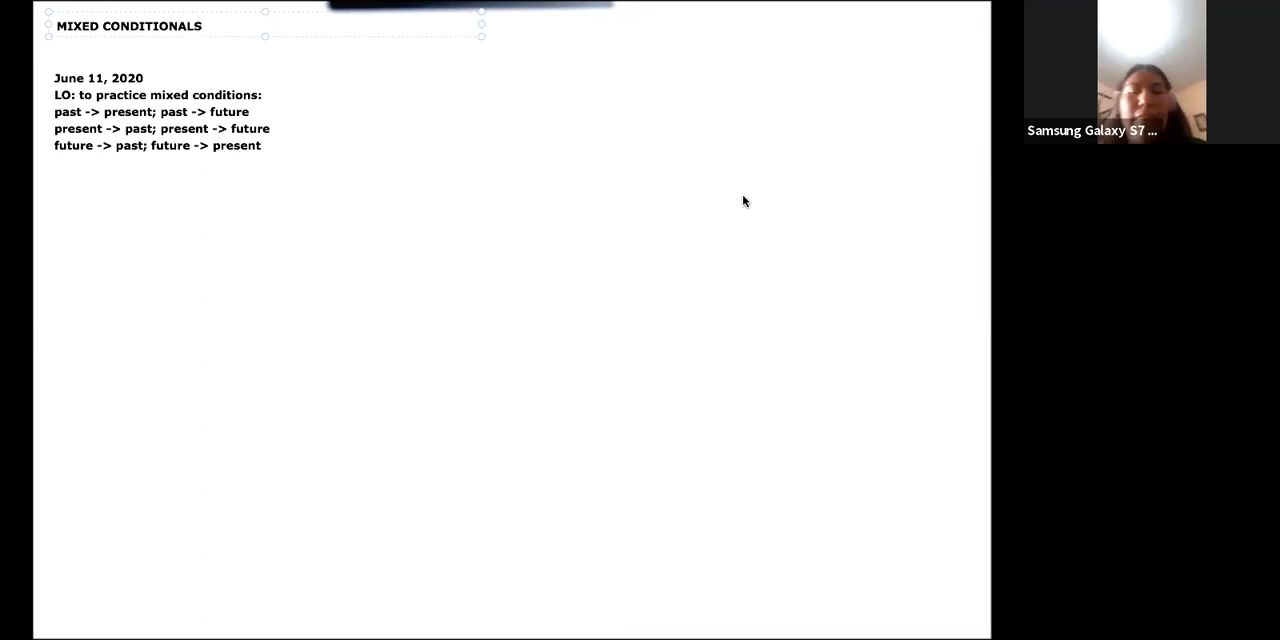 MIXED CONDITIONALS
June 11, 2020
LO: to practice mixed conditions:
past -> present; past -> future
present -> past; present -> future
future -> past; future -> present
Samsung Galaxy S7 ...